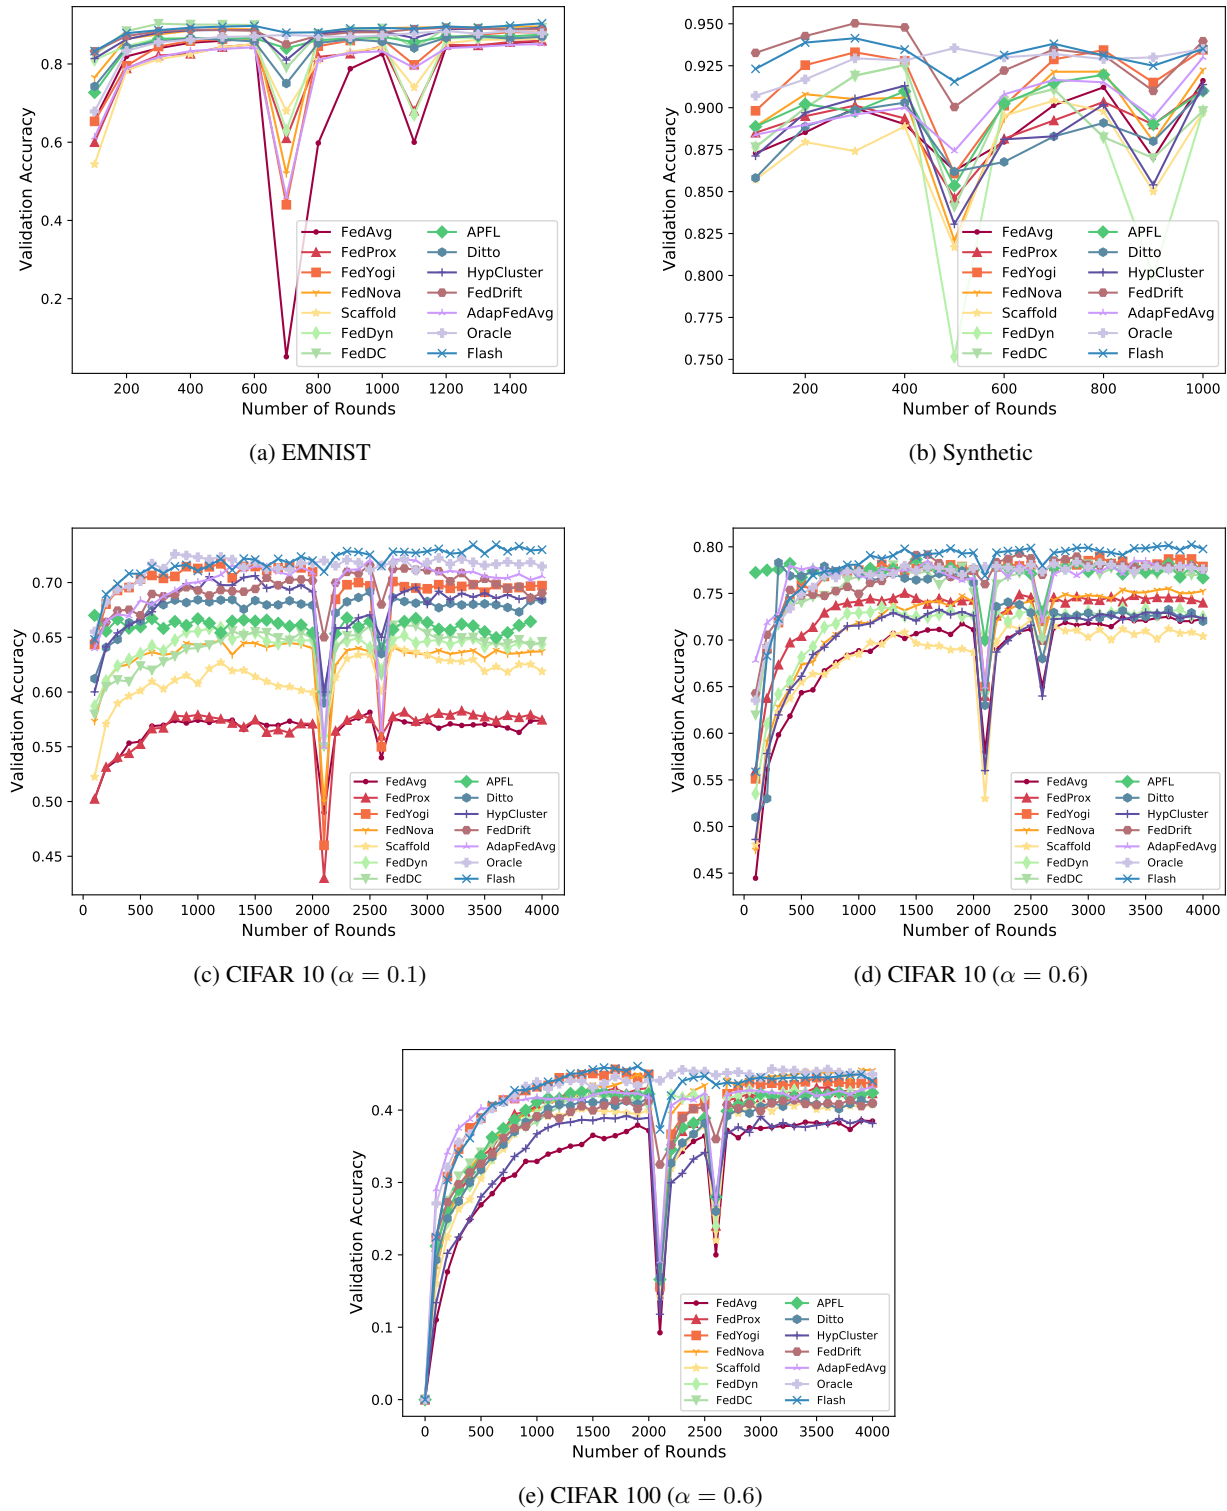 0.8
0.6
0.4
0.2
Validation Accuracy
200 400 600 800 1000 1200 1400
Number of Rounds
FedAvg
FedProx
FedYogi
FedNova
Scaffold
FedDyn
FedDC
APFL
Ditto
HypCluster
FedDrift
AdapFedAvg
Oracle
Flash
(a) EMNIST
0.950
0.925
0.900
0.875
0.850
0.825
0.800
0.775
0.750
Validation Accuracy
200 400 600 800 1000
Number of Rounds
FedAvg
FedProx
FedYogi
FedNova
Scaffold
FedDyn
FedDC
APFL
Ditto
HypCluster
FedDrift
AdapFedAvg
Oracle
Flash
(b) Synthetic
0.70
0.65
0.60
0.55
0.50
0.45
Validation Accuracy
0 500 1000 1500 2000 2500 3000 3500 4000
Number of Rounds
FedAvg
FedProx
FedYogi
FedNova
Scaffold
FedDyn
FedDC
APFL
Ditto
HypCluster
FedDrift
AdapFedAvg
Oracle
Flash
(c) CIFAR 10 (α = 0.1)
0.80
0.75
0.70
0.65
0.60
0.55
0.50
0.45
Validation Accuracy
0 500 1000 1500 2000 2500 3000 3500 4000
Number of Rounds
FedAvg
FedProx
FedYogi
FedNova
Scaffold
FedDyn
FedDC
APFL
Ditto
HypCluster
FedDrift
AdapFedAvg
Oracle
Flash
(d) CIFAR 10 (α = 0.6)
0.4
0.3
0.2
0.1
0.0
Validation Accuracy
0 500 1000 1500 2000 2500 3000 3500 4000
Number of Rounds
FedAvg
FedProx
FedYogi
FedNova
Scaffold
FedDyn
FedDC
APFL
Ditto
HypCluster
FedDrift
AdapFedAvg
Oracle
Flash
(e) CIFAR 100 (α = 0.6)